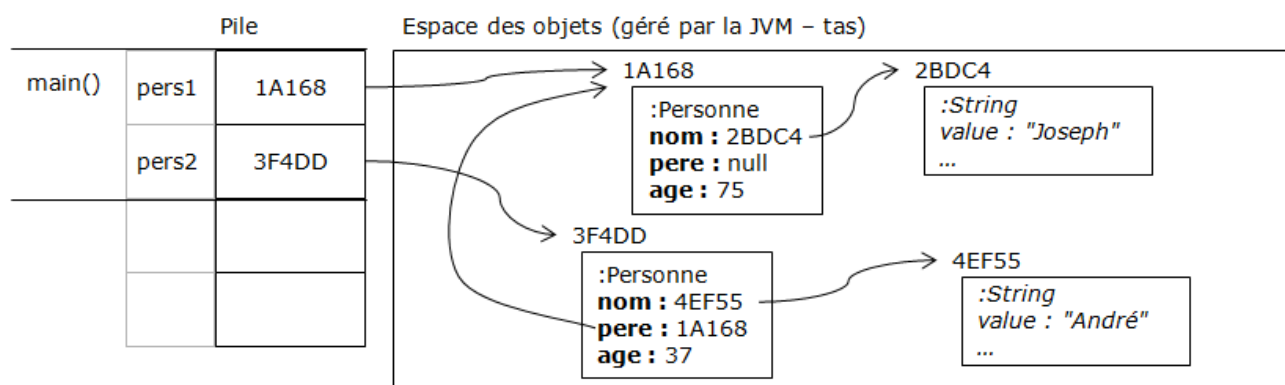 Pile
Espace des objets (géré par la JVM – tas)
main()
pers1
1A168
pers2
3F4DD
1A168
:Personne
nom : 2BDC4
pere : null
age : 75
2BDC4
:String
value : "Joseph"
...
3F4DD
:Personne
nom : 4EF55
pere : 1A168
age : 37
4EF55
:String
value : "André"
...